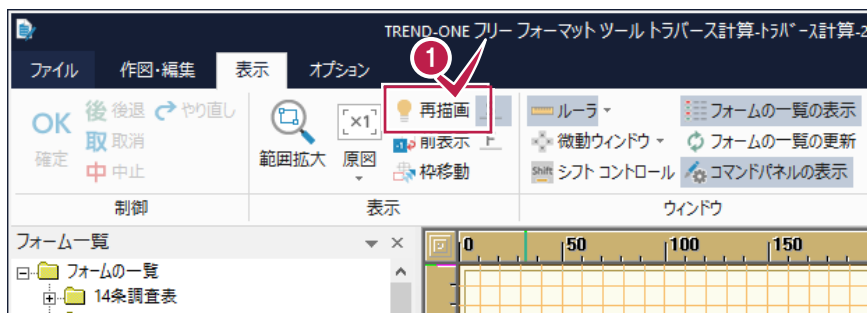 TREND-ONE フリー フォーマット ツール トラバース計算-トラバース計算-2
1
ファイル 作図・編集 表示 オプション
OK 確定
後 後退 やり直し
取 取消
中 中止
範囲拡大
×1 原図
再描画
-1 前表示 上
枠移動
ルーラ
微動ウィンドウ
Shift シフト コントロール
フォームの一覧の表示
フォームの一覧の更新
コマンドパネルの表示
制御 表示 ウィンドウ
フォーム一覧
0 50 100 150
フォームの一覧
14条調査表